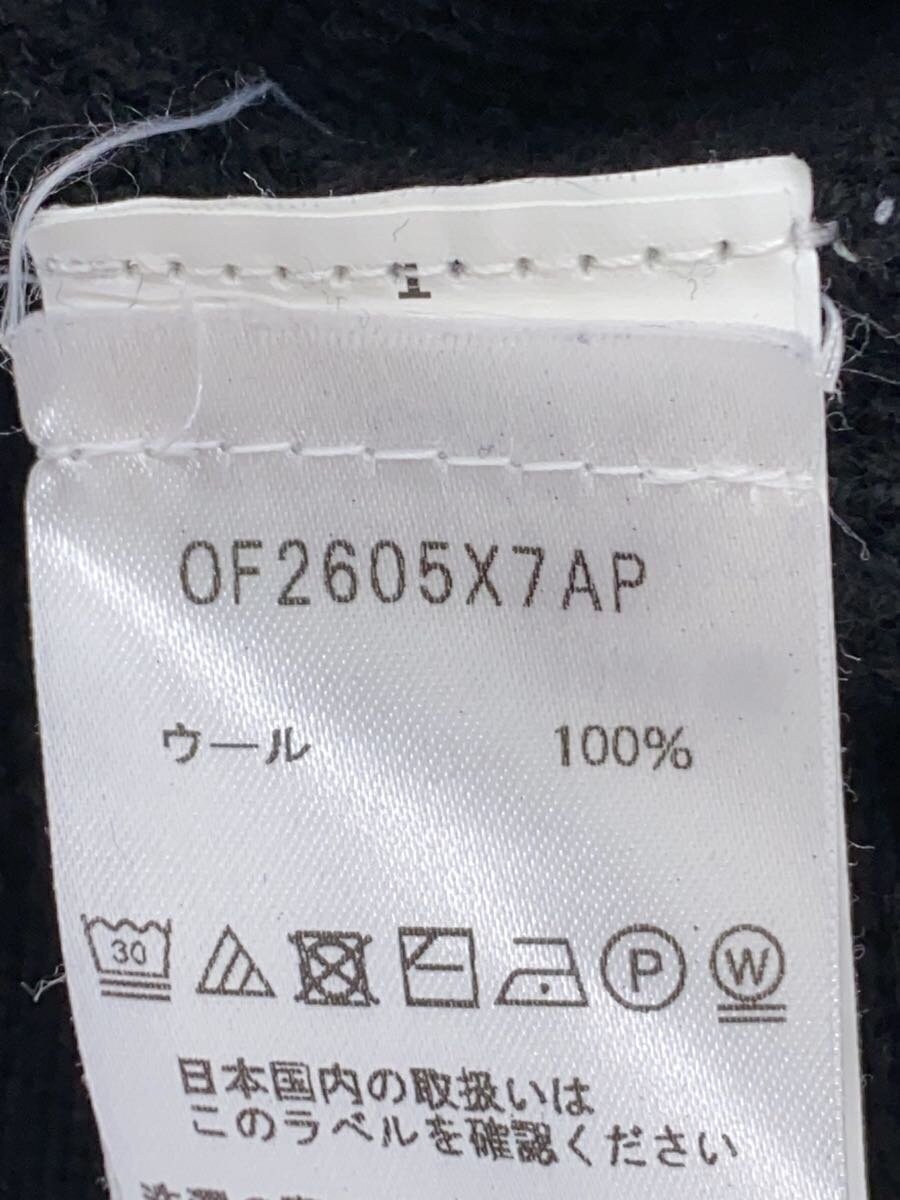 OF2605X7AP
ウール 100%
30 P W
日本国内の取扱いは
このラベルを確認ください